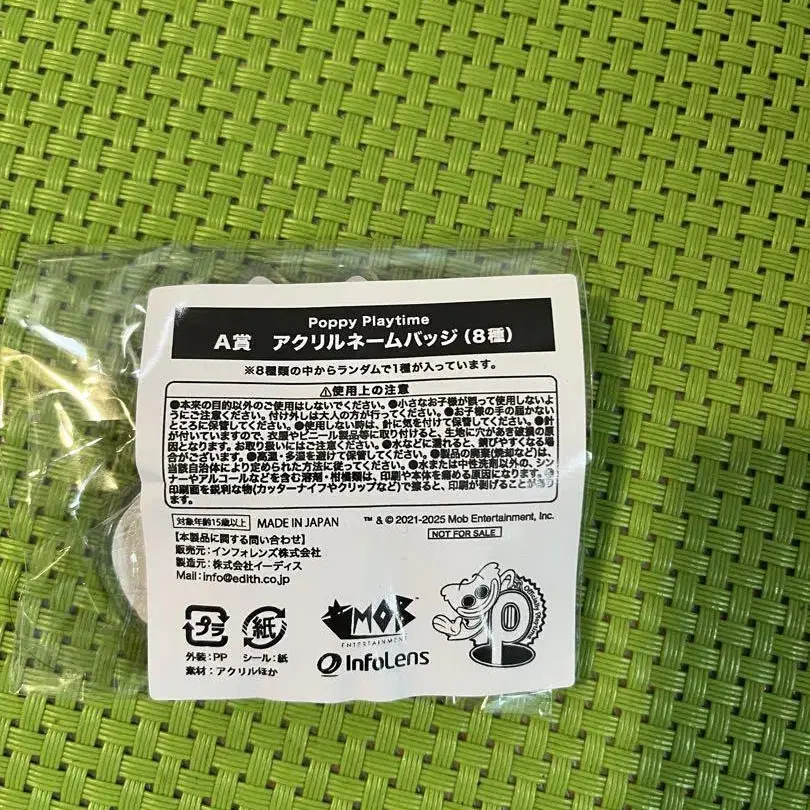 Poppy Playtime
A賞 アクリルネームバッジ(8種)
※8種類の中からランダムで1種が入っています。
⚠使用上の注意
●本来の目的以外のご使用はしないでください。●小さなお子様が誤って使用しないよ
うにご注意ください。付け外しは大人の方が行ってください。●お子様の手の届かない
ところに保管してください。●使用しない時は、針に気を付けて保管してください。●針
が付いていますので、衣服やビニール製品等に取り付けると、生地に穴があき破損の原
因となります。お取り扱いにはご注意ください。●水などに濡れると、錆びやすくなる場
合がございます。●高温・多湿を避けて保管してください。●製品の廃棄(焼却など)は、
当該自治体により定められた方法に従ってください。●水または中性洗剤以外の、シン
ナーやアルコールなどを含む溶剤・柑橘類は、印刷や本体を痛める原因になります。●
印刷面を鋭利な物(カッターナイフやクリップなど)で擦ると、印刷が剥げることがあり
ます。
対象年齢15歳以上 MADE IN JAPAN ™ & © 2021-2025 Mob Entertainment, Inc.
NOT FOR SALE
【本製品に関する問い合わせ】
販売元:インフォレンズ株式会社
製造元:株式会社イーディス
Mail:info@edith.co.jp
プラ 紙
外装:PP シール:紙
素材:アクリルほか
MOB
ENTERTAINMENT
InfoLens
P